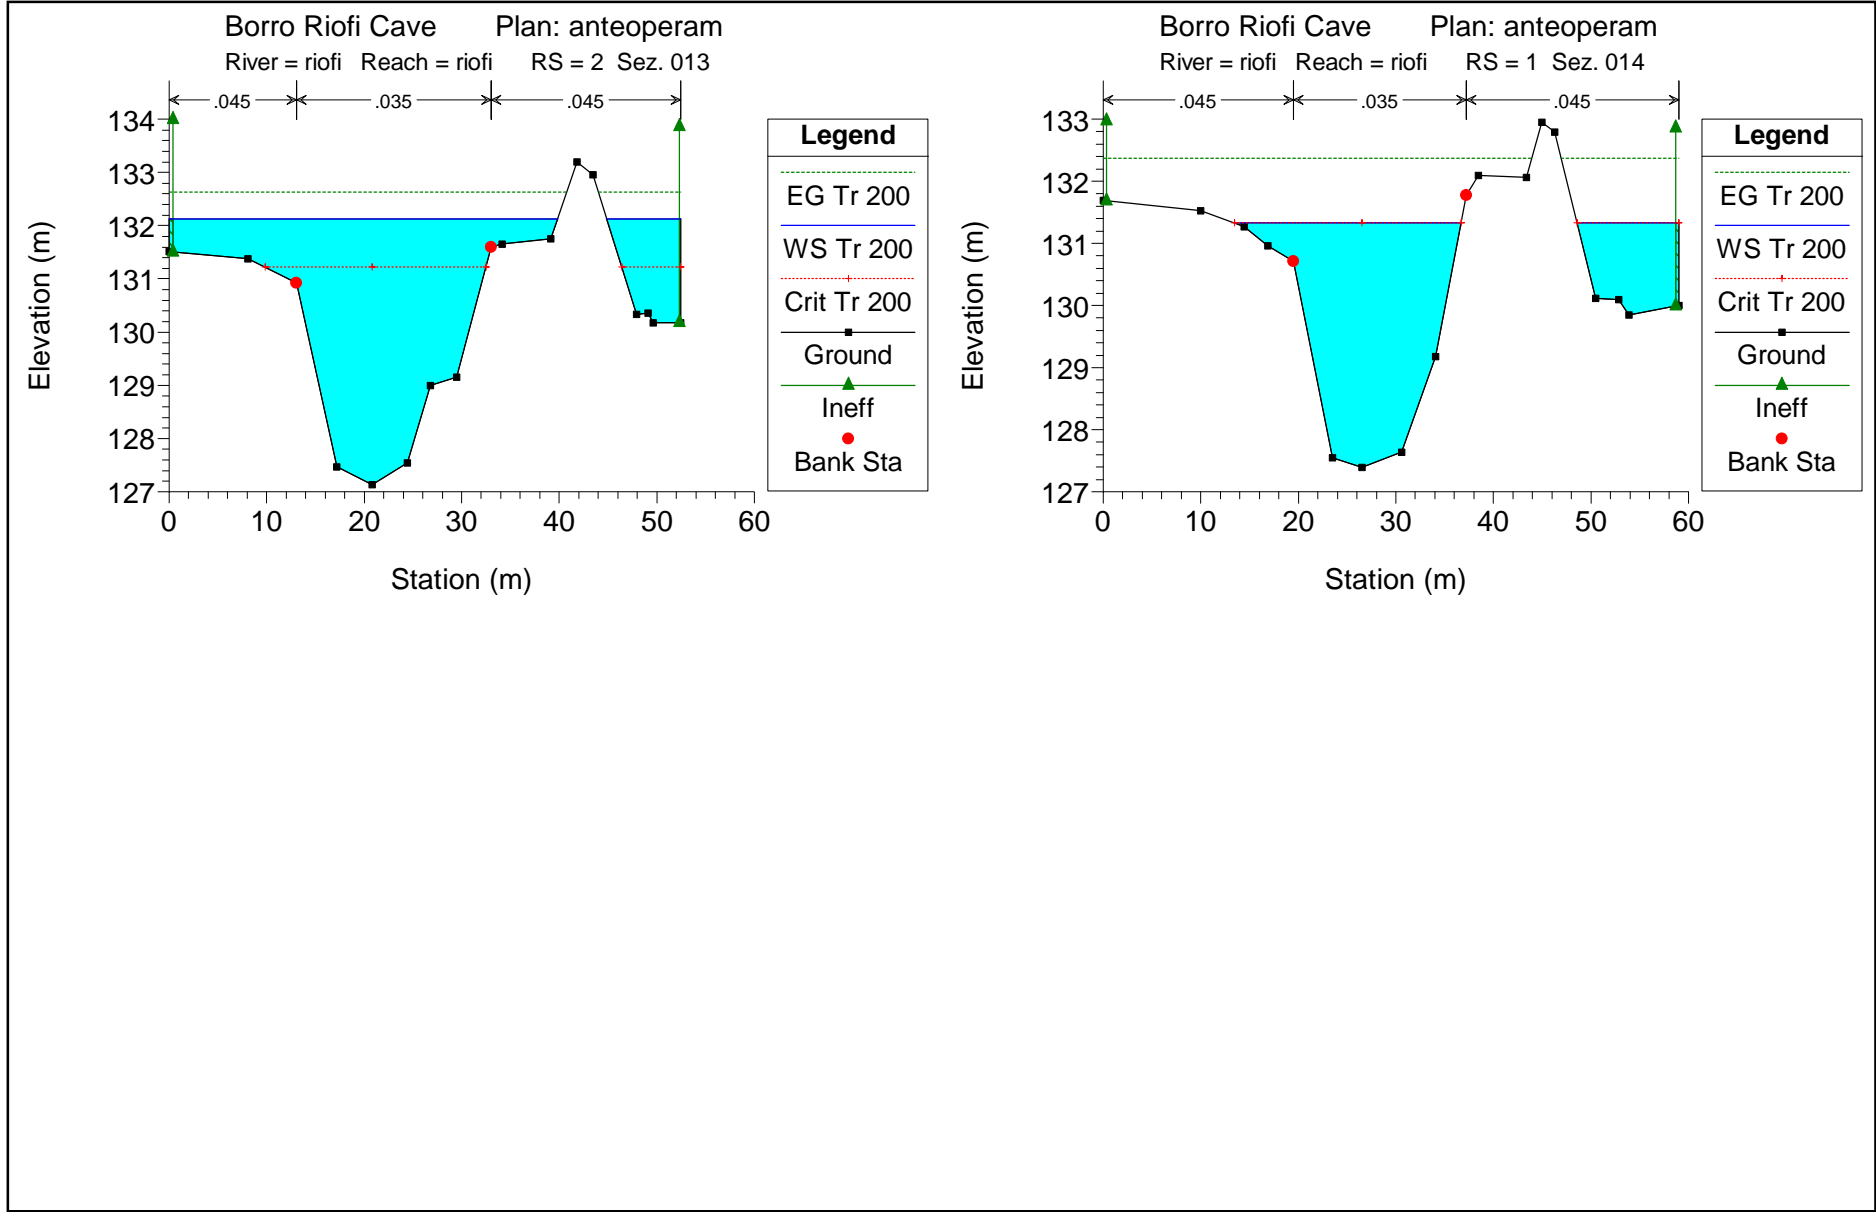 Borro Riofi Cave Plan: anteoperam
River = riofi Reach = riofi RS = 2 Sez. 013
.045 .035 .045
134
133
132
131
130
129
128
127
Elevation (m)
0 10 20 30 40 50 60
Station (m)
Legend
EG Tr 200
WS Tr 200
Crit Tr 200
Ground
Ineff
Bank Sta
Borro Riofi Cave Plan: anteoperam
River = riofi Reach = riofi RS = 1 Sez. 014
.045 .035 .045
133
132
131
130
129
128
127
Elevation (m)
0 10 20 30 40 50 60
Station (m)
Legend
EG Tr 200
WS Tr 200
Crit Tr 200
Ground
Ineff
Bank Sta